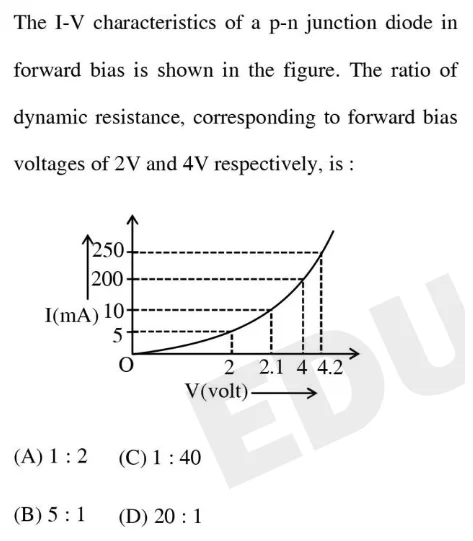 The I-V characteristics of a p-n junction diode in
forward bias is shown in the figure. The ratio of
dynamic resistance, corresponding to forward bias
voltages of 2V and 4V respectively, is :
250
200
I(mA) 10
5
O 2 2.1 4 4.2
V(volt)
(A) 1 : 2 (C) 1 : 40
(B) 5 : 1 (D) 20 : 1
EDU